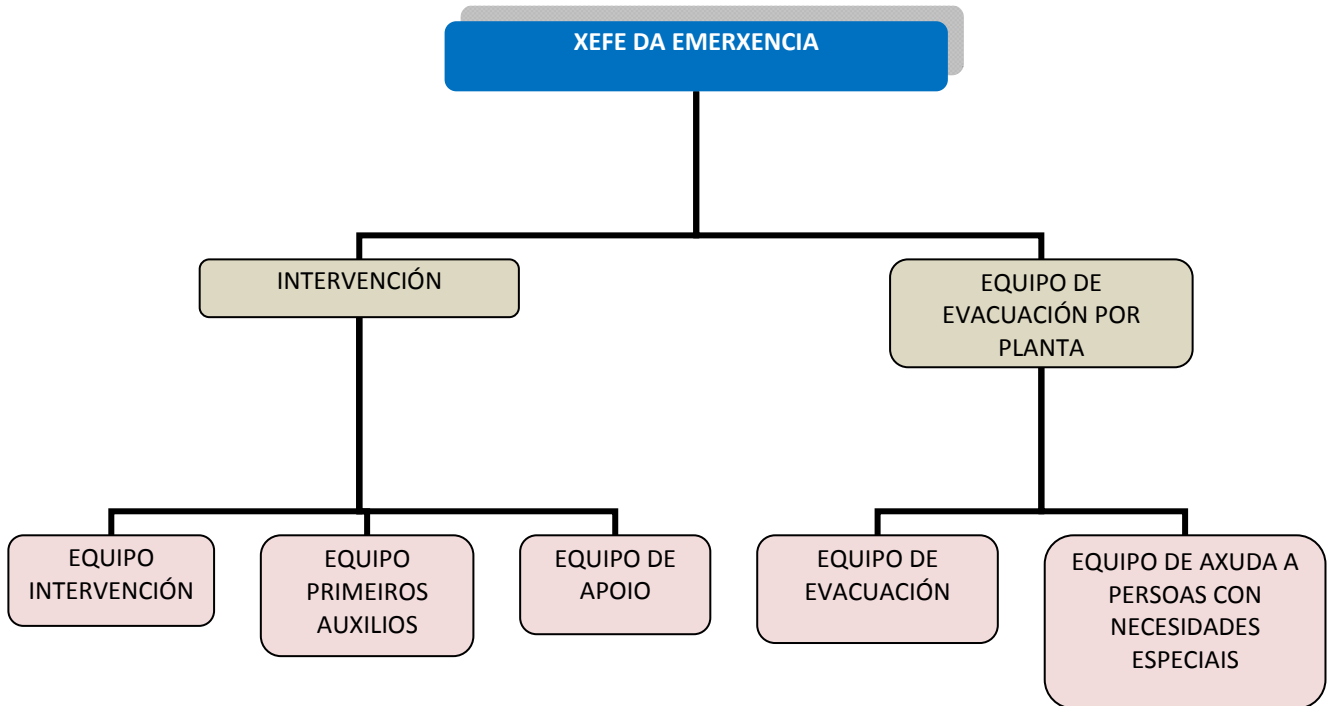 XEFE DA EMERXENCIA
INTERVENCIÓN
EQUIPO DE
EVACUACIÓN POR
PLANTA
EQUIPO
INTERVENCIÓN
EQUIPO
PRIMEIROS
AUXILIOS
EQUIPO DE
APOIO
EQUIPO DE
EVACUACIÓN
EQUIPO DE AXUDA A
PERSOAS CON
NECESIDADES
ESPECIAIS